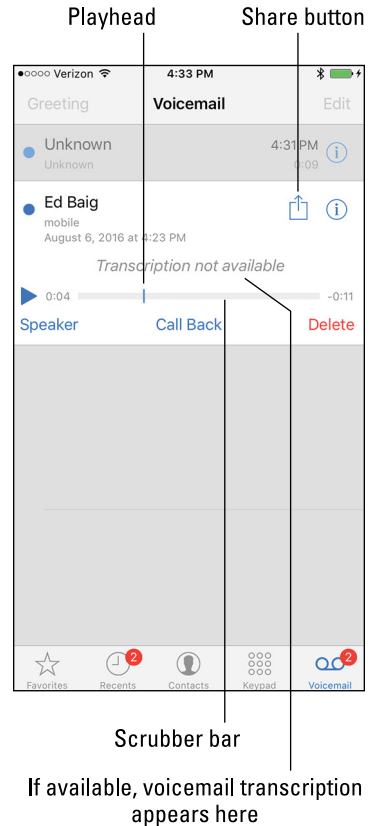 Playhead Share button
Verizon 4:33 PM
Greeting Voicemail Edit
Unknown 4:31 PM
Unknown 0:09
Ed Baig
mobile
August 6, 2016 at 4:23 PM
Transcription not available
0:04 -0:11
Speaker Call Back Delete
2 2
Favorites Recents Contacts Keypad Voicemail
Scrubber bar
If available, voicemail transcription
appears here